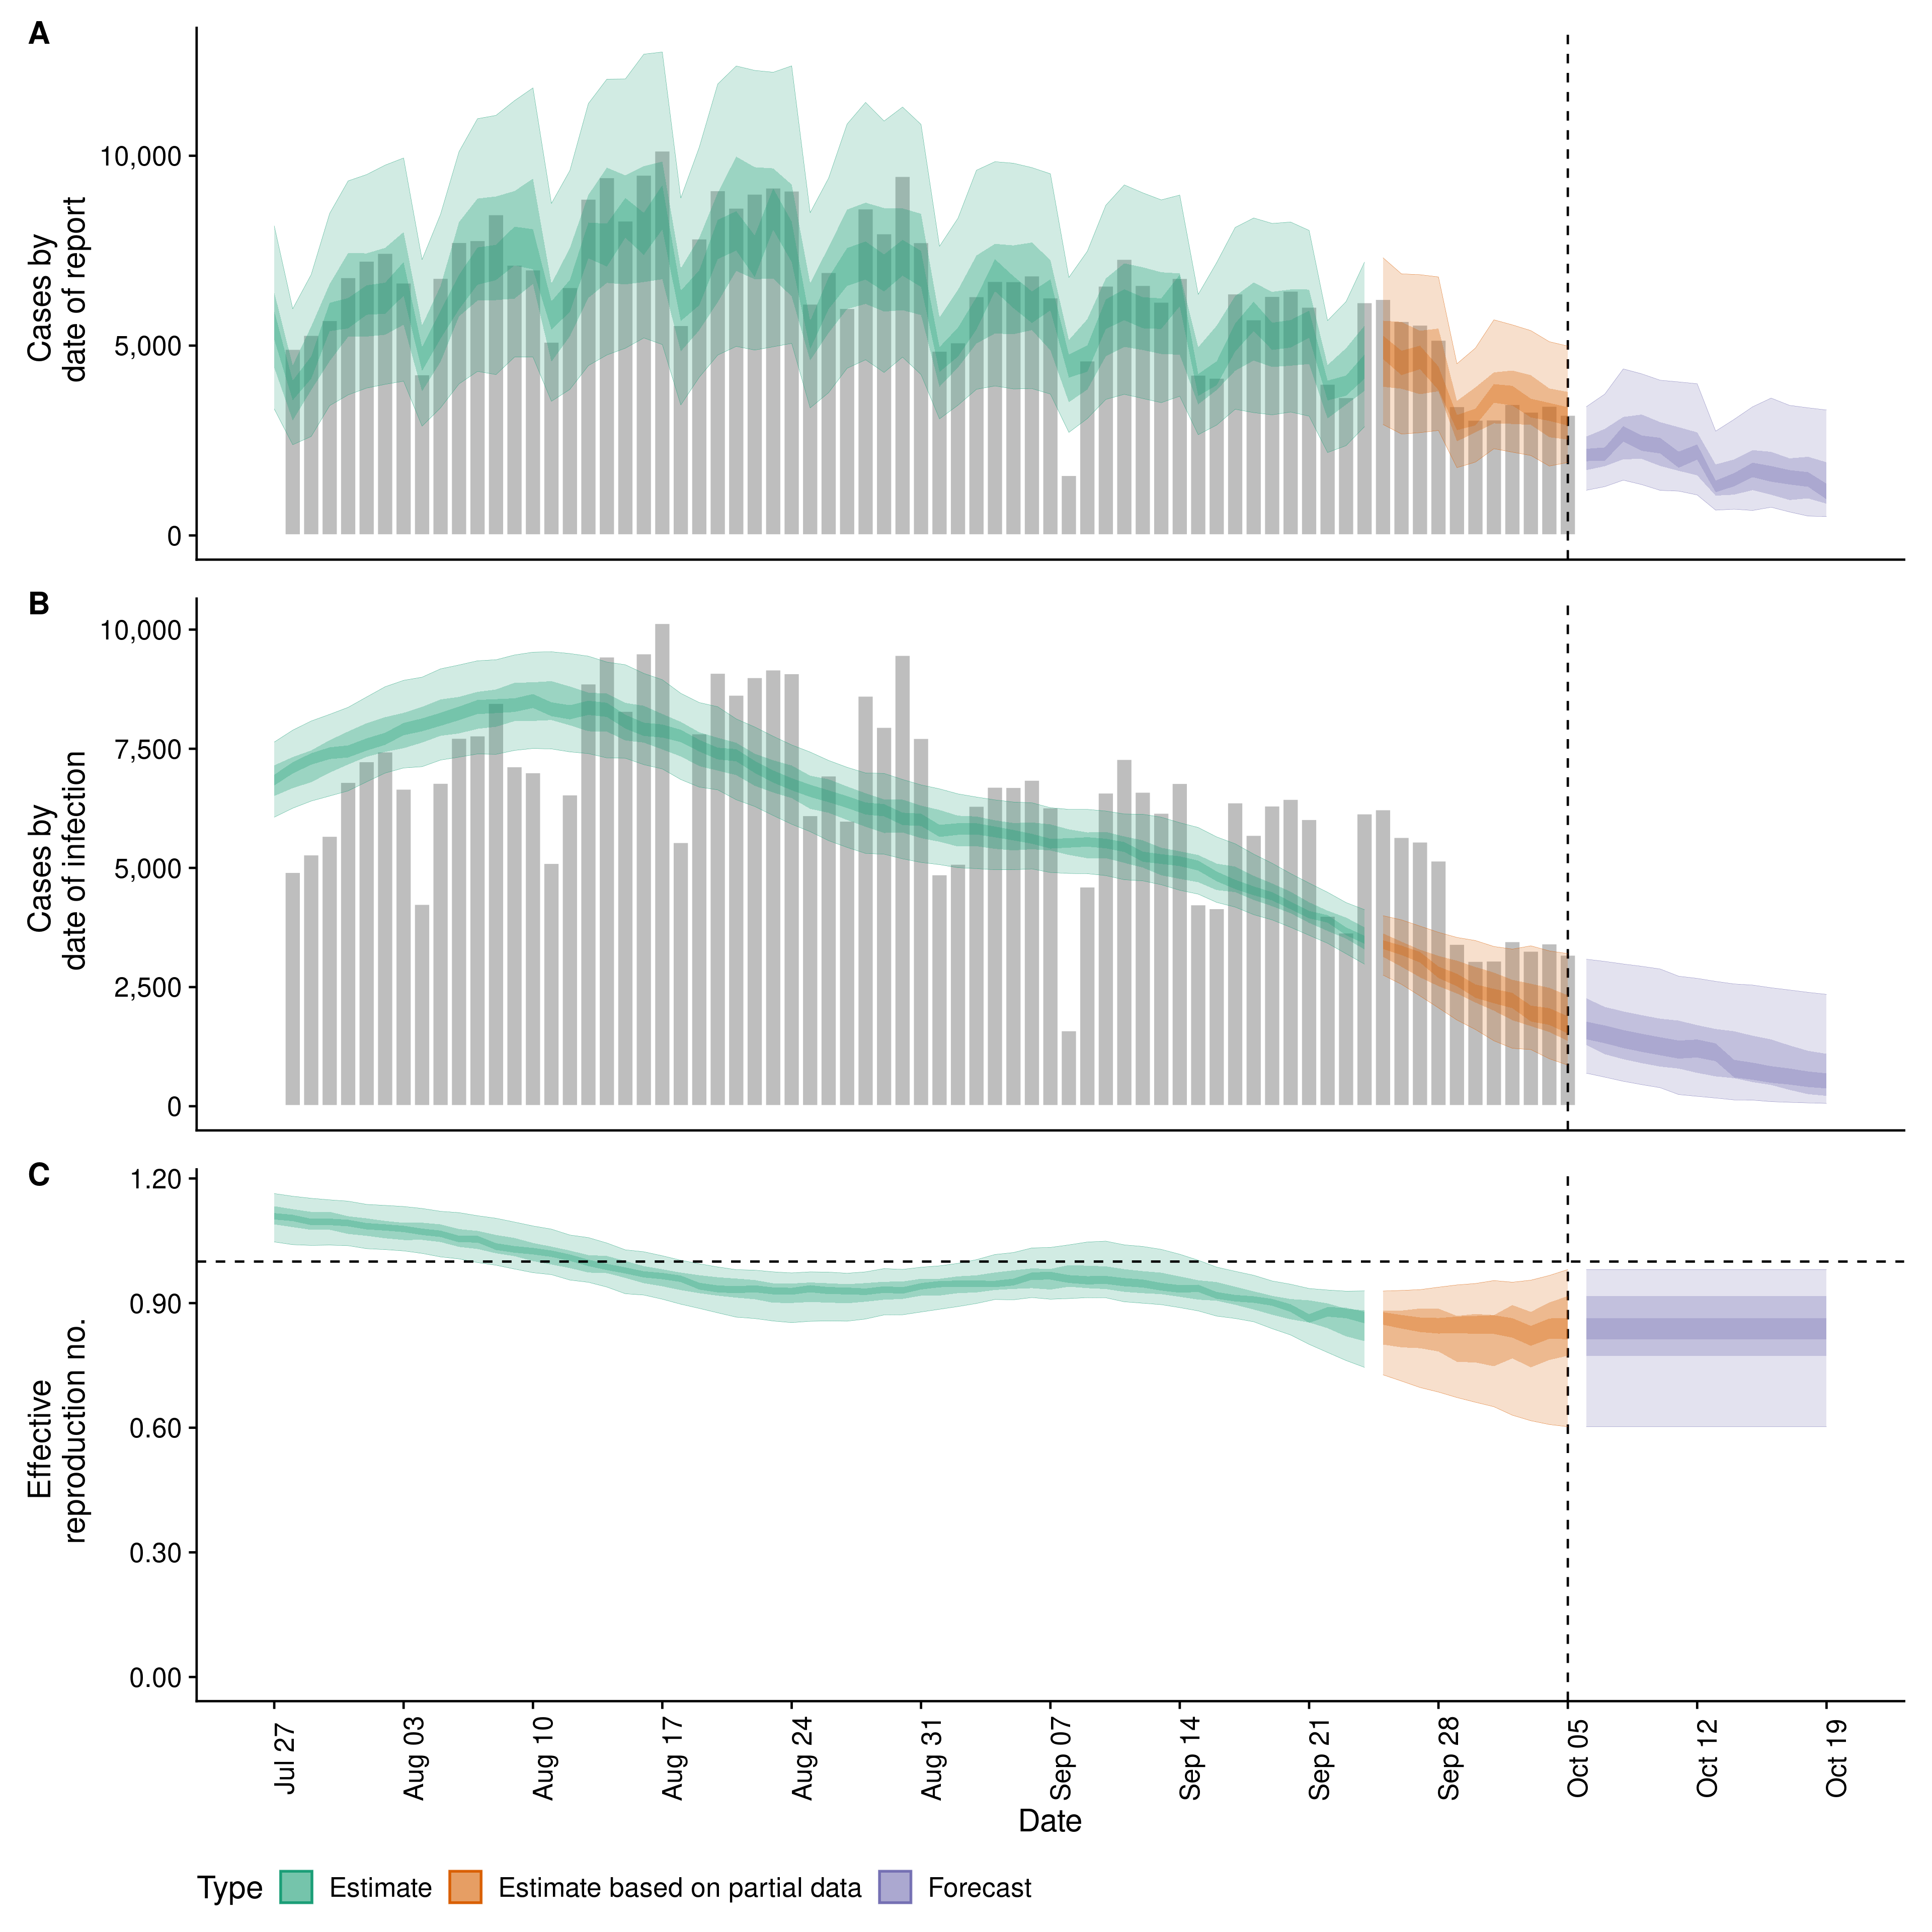 A
Cases by
date of report
10,000
5,000
0
B
Cases by
date of infection
10,000
7,500
5,000
2,500
0
C
Effective
reproduction no.
1.20
0.90
0.60
0.30
0.00
Jul 27
Aug 03
Aug 10
Aug 17
Aug 24
Aug 31
Sep 07
Sep 14
Sep 21
Sep 28
Oct 05
Oct 12
Oct 19
Date
Type Estimate Estimate based on partial data Forecast